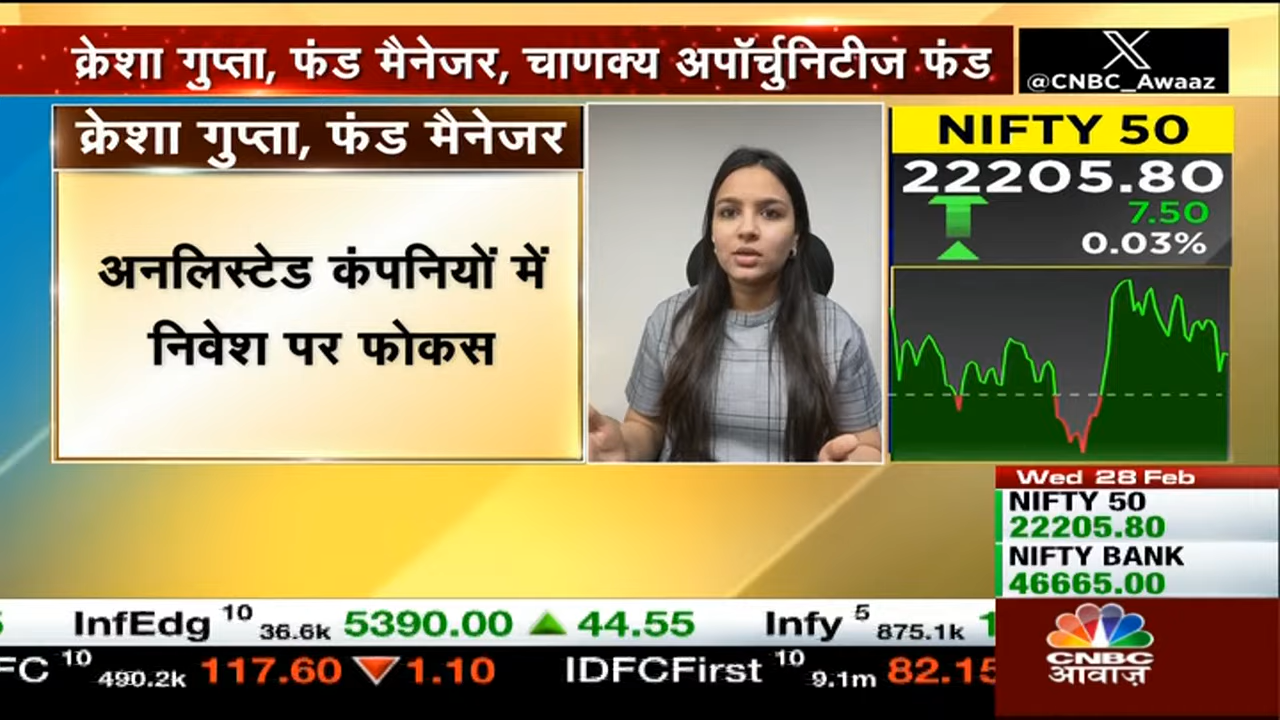 क्रेशा गुप्ता, फंड मैनेजर, चाणक्य अपॉर्चुनिटीज फंड
@CNBC_Awaaz
क्रेशा गुप्ता, फंड मैनेजर
अनलिस्टेड कंपनियों में
निवेश पर फोकस
NIFTY 50
22205.80
7.50
0.03%
Wed 28 Feb
NIFTY 50
22205.80
NIFTY BANK
46665.00
InfEdg 10 36.6k 5390.00 ▲ 44.55 Infy 5 875.1k
FC 10 490.2k 117.60 ▼ 1.10 IDFCFirst 10 9.1m 82.15
CNBC
आवाज़